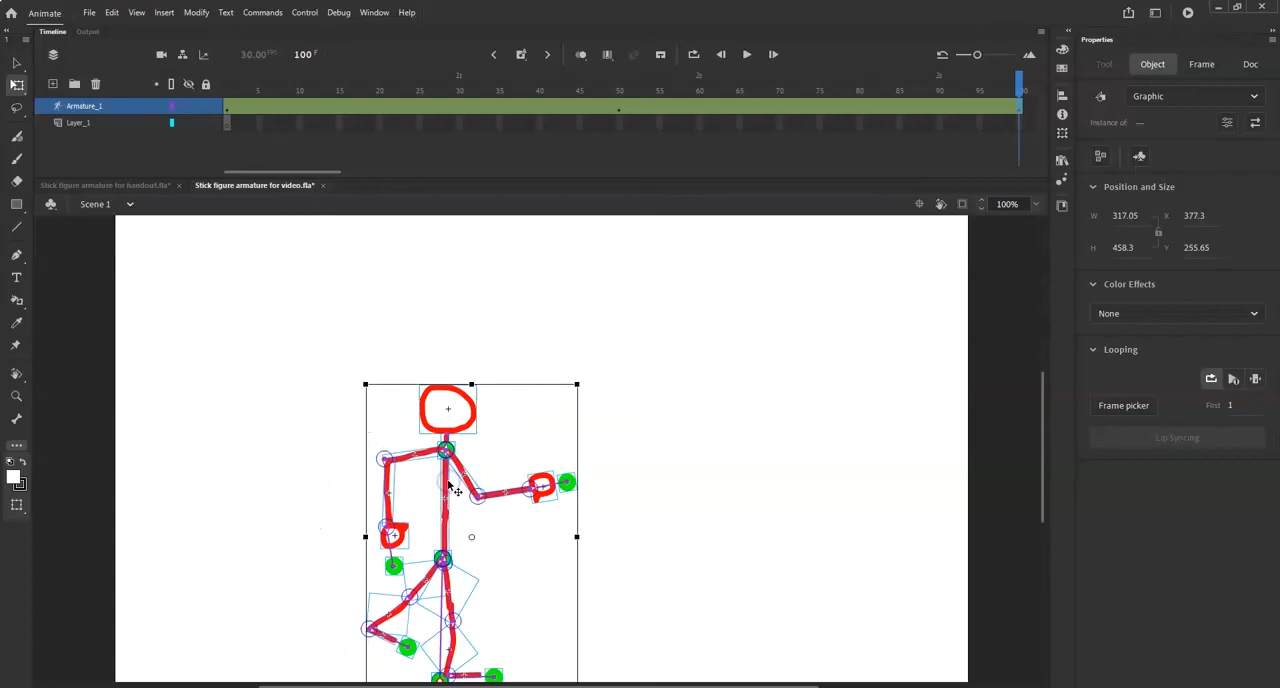 Animate File Edit View Insert Modify Text Commands Control Debug Window Help
Timeline Output
30.00 FPS 100 F
1s 2s 3s
5 10 15 20 25 30 35 40 45 50 55 60 65 70 75 80 85 90 95 00
Armature_1
Layer_1
Stick figure armature for handout.fla* × Stick figure armature for video.fla* ×
Scene 1 100%
Properties
Tool Object Frame Doc
Graphic
Instance of: ---
Position and Size
W 317.05 X 377.3
H 458.3 Y 255.65
Color Effects
None
Looping
Frame picker First 1
Lip Syncing